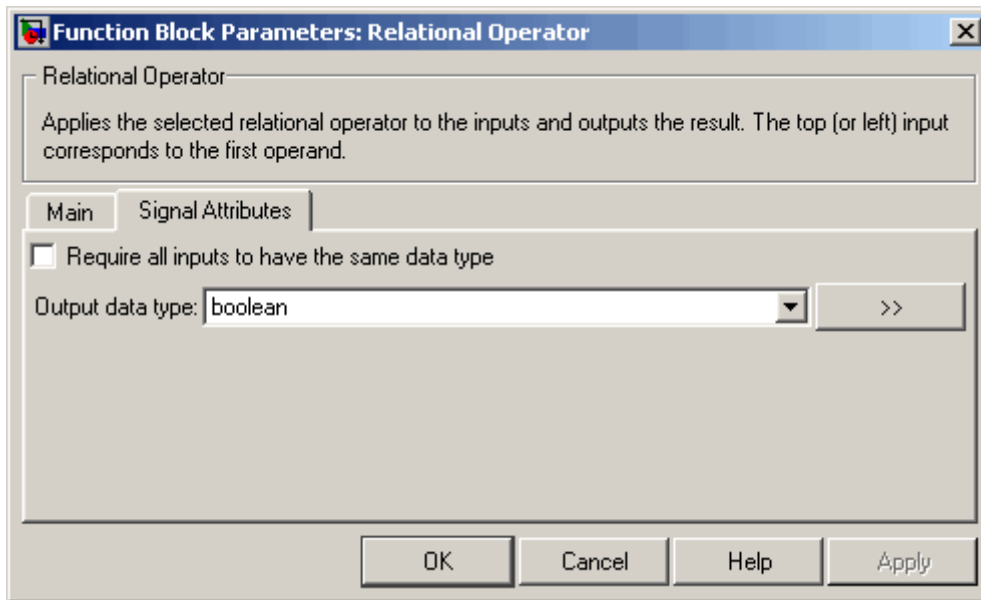 Function Block Parameters: Relational Operator
Relational Operator
Applies the selected relational operator to the inputs and outputs the result. The top (or left) input
corresponds to the first operand.
Main Signal Attributes
Require all inputs to have the same data type
Output data type: boolean >>
OK Cancel Help Apply